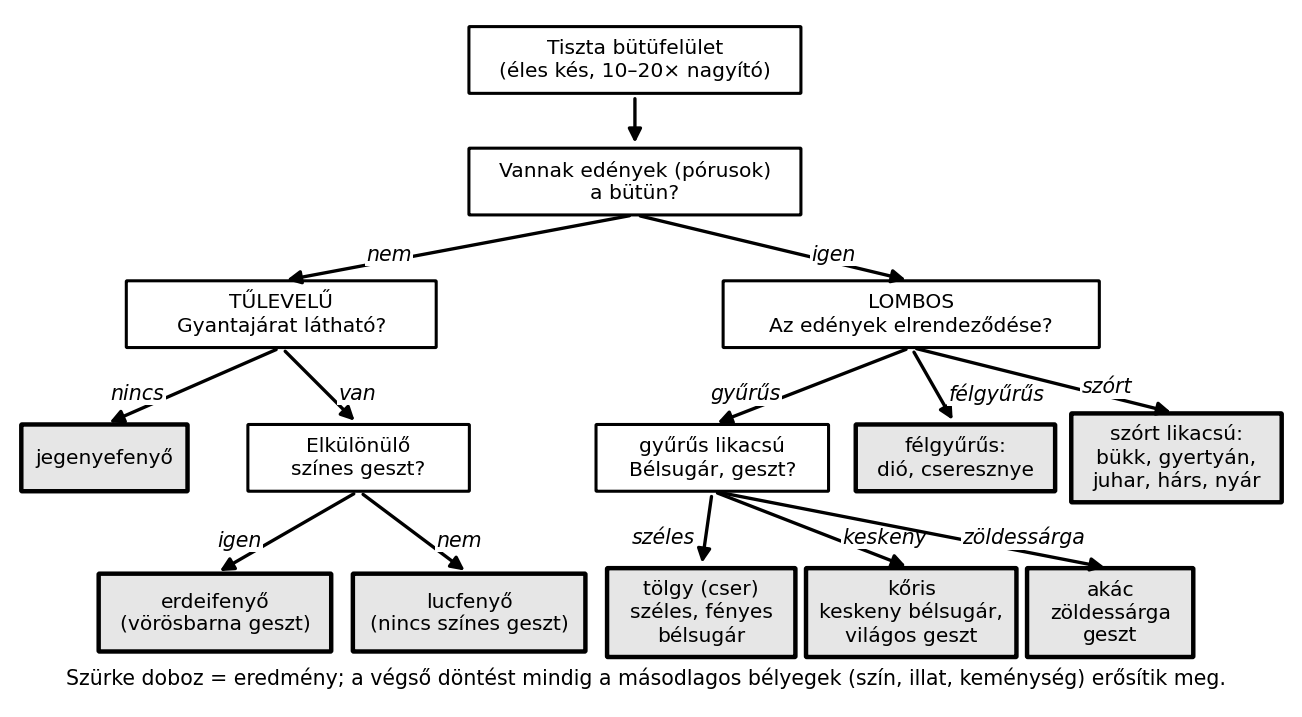 Tiszta bütüfelület
(éles kés, 10–20× nagyító)
Vannak edények (pórusok)
a bütün?
nem
igen
TŰLEVELŰ
Gyantajárat látható?
LOMBOS
Az edények elrendeződése?
nincs
van
gyűrűs
félgyűrűs
szórt
jegenyefenyő
Elkülönülő
színes geszt?
gyűrűs likacsú
Bélsugár, geszt?
félgyűrűs:
dió, cseresznye
szórt likacsú:
bükk, gyertyán,
juhar, hárs, nyár
igen
nem
széles
keskeny
zöldessárga
erdeifenyő
(vörösbarna geszt)
lucfenyő
(nincs színes geszt)
tölgy (cser)
széles, fényes
bélsugár
kőris
keskeny bélsugár,
világos geszt
akác
zöldessárga
geszt
Szürke doboz = eredmény; a végső döntést mindig a másodlagos bélyegek (szín, illat, keménység) erősítik meg.